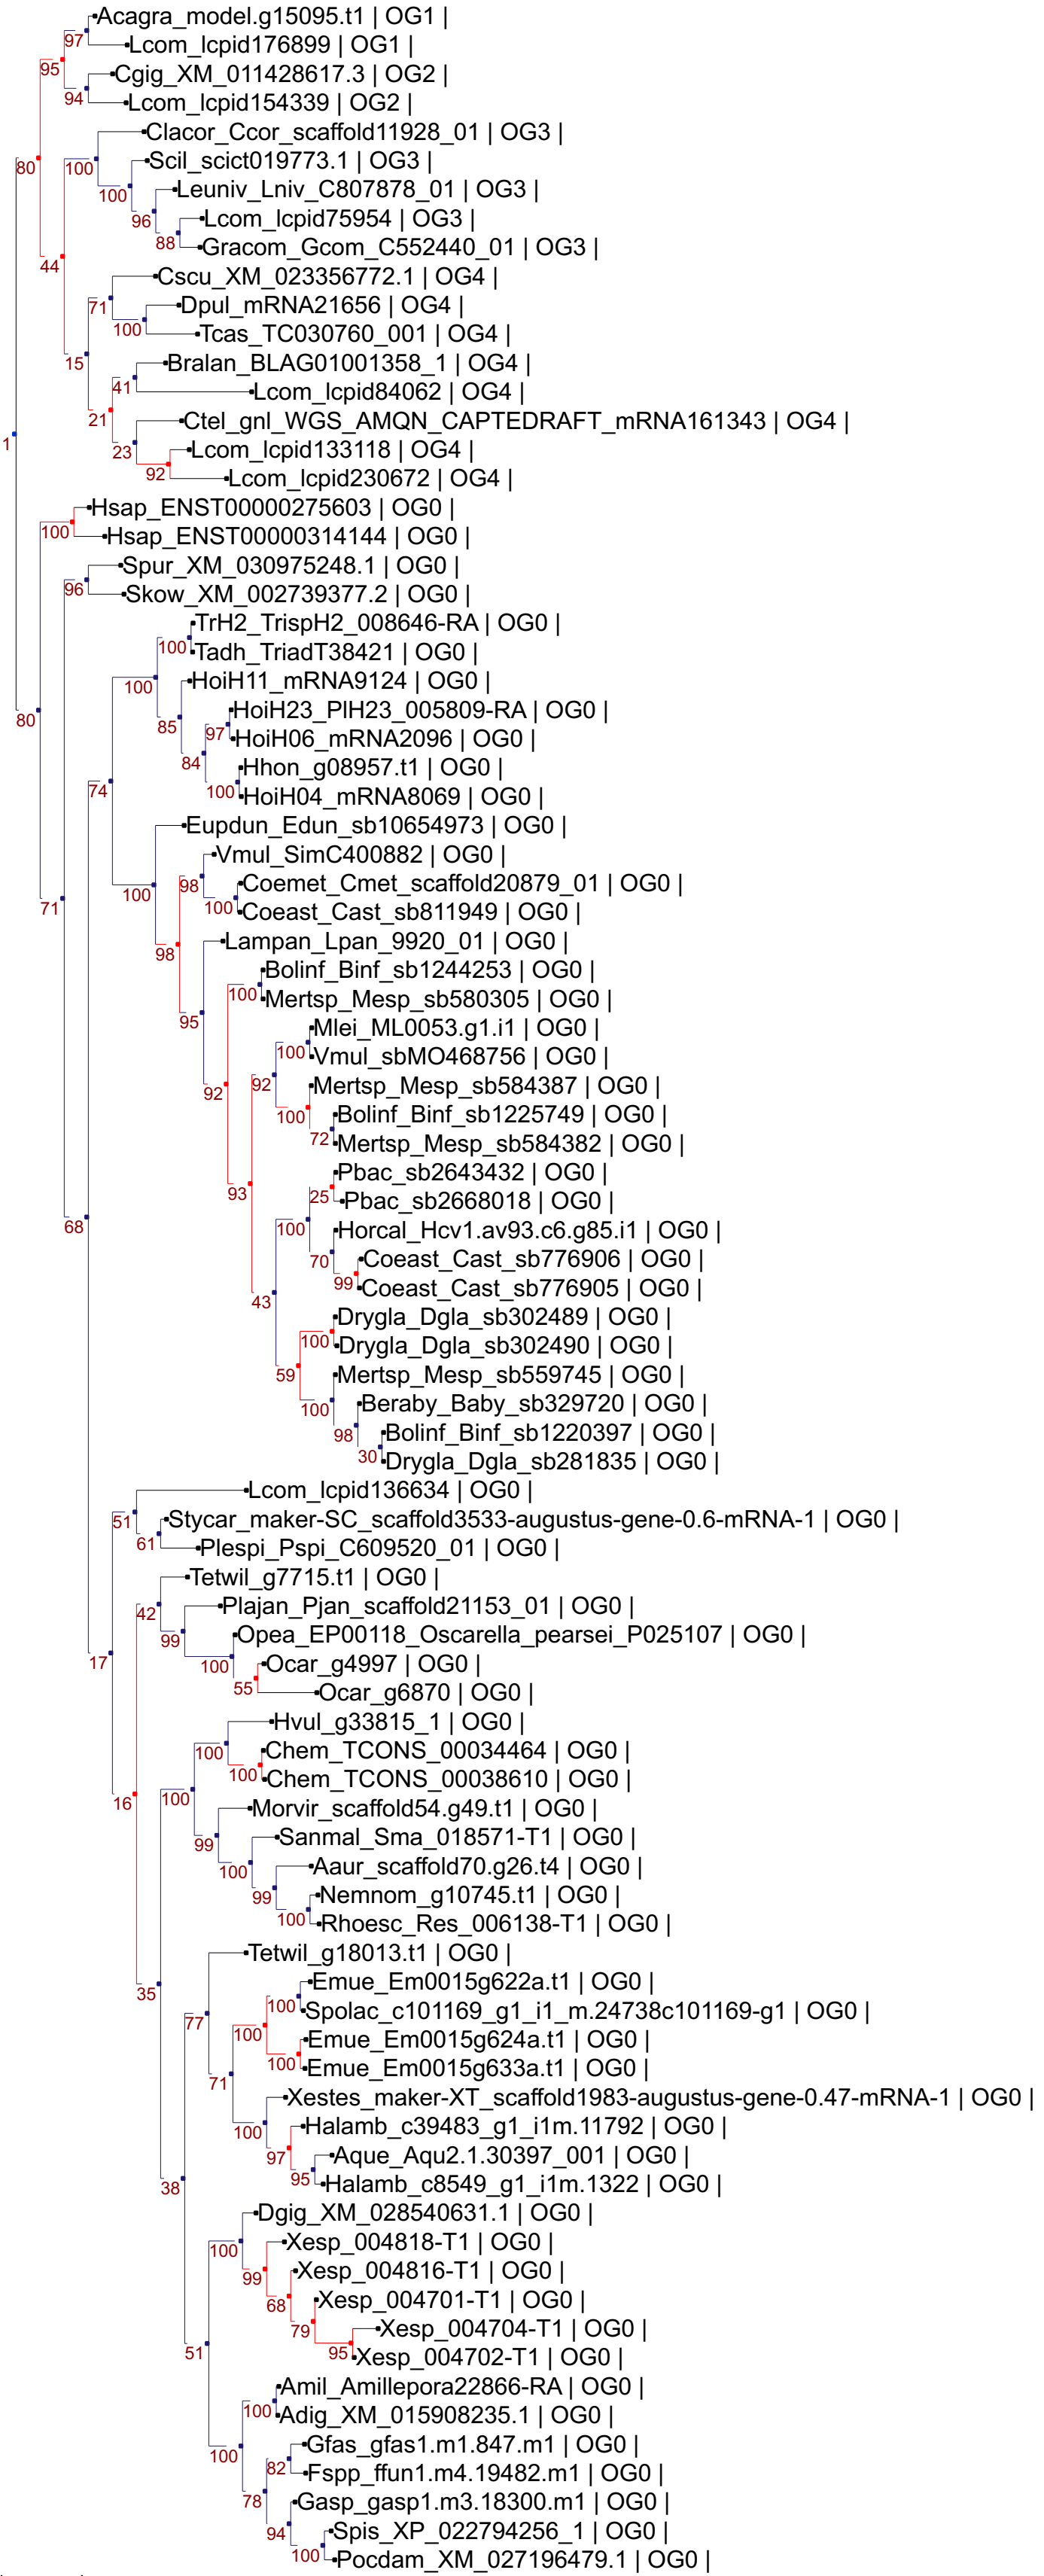 Acagra_model.g15095.t1 | OG1 |
97
Lcom_lcpid176899 | OG1 |
95
Cgig_XM_011428617.3 | OG2 |
94
Lcom_lcpid154339 | OG2 |
Clacor_Ccor_scaffold11928_01 | OG3 |
80
100
Scil_scict019773.1 | OG3 |
100
Leuniv_Lniv_C807878_01 | OG3 |
96
Lcom_lcpid75954 | OG3 |
88
Gracom_Gcom_C552440_01 | OG3 |
44
Cscu_XM_023356772.1 | OG4 |
71
Dpul_mRNA21656 | OG4 |
100
Tcas_TC030760_001 | OG4 |
15
Bralan_BLAG01001358_1 | OG4 |
41
Lcom_lcpid84062 | OG4 |
21
Ctel_gnl_WGS_AMQN_CAPTEDRAFT_mRNA161343 | OG4 |
1
23
Lcom_lcpid133118 | OG4 |
92
Lcom_lcpid230672 | OG4 |
Hsap_ENST00000275603 | OG0 |
100
Hsap_ENST00000314144 | OG0 |
Spur_XM_030975248.1 | OG0 |
96
Skow_XM_002739377.2 | OG0 |
TrH2_TrispH2_008646-RA | OG0 |
100
Tadh_TriadT38421 | OG0 |
100
HoiH11_mRNA9124 | OG0 |
80
85
HoiH23_PlH23_005809-RA | OG0 |
97
HoiH06_mRNA2096 | OG0 |
84
Hhon_g08957.t1 | OG0 |
74
100
HoiH04_mRNA8069 | OG0 |
Eupdun_Edun_sb10654973 | OG0 |
Vmul_SimC400882 | OG0 |
100
98
Coemet_Cmet_scaffold20879_01 | OG0 |
71
100
Coeast_Cast_sb811949 | OG0 |
98
Lampan_Lpan_9920_01 | OG0 |
Bolinf_Binf_sb1244253 | OG0 |
100
Mertsp_Mesp_sb580305 | OG0 |
95
Mlei_ML0053.g1.i1 | OG0 |
100
Vmul_sbMO468756 | OG0 |
92
92
Mertsp_Mesp_sb584387 | OG0 |
100
Bolinf_Binf_sb1225749 | OG0 |
72
Mertsp_Mesp_sb584382 | OG0 |
Pbac_sb2643432 | OG0 |
93
25
Pbac_sb2668018 | OG0 |
68
100
Horcal_Hcv1.av93.c6.g85.i1 | OG0 |
70
Coeast_Cast_sb776906 | OG0 |
99
Coeast_Cast_sb776905 | OG0 |
43
Drygla_Dgla_sb302489 | OG0 |
100
Drygla_Dgla_sb302490 | OG0 |
59
Mertsp_Mesp_sb559745 | OG0 |
100
Beraby_Baby_sb329720 | OG0 |
98
Bolinf_Binf_sb1220397 | OG0 |
30
Drygla_Dgla_sb281835 | OG0 |
Lcom_lcpid136634 | OG0 |
51
Stycar_maker-SC_scaffold3533-augustus-gene-0.6-mRNA-1 | OG0 |
61
Plespi_Pspi_C609520_01 | OG0 |
Tetwil_g7715.t1 | OG0 |
42
Plajan_Pjan_scaffold21153_01 | OG0 |
99
Opea_EP00118_Oscarella_pearsei_P025107 | OG0 |
17
100
Ocar_g4997 | OG0 |
55
Ocar_g6870 | OG0 |
Hvul_g33815_1 | OG0 |
100
Chem_TCONS_00034464 | OG0 |
100
Chem_TCONS_00038610 | OG0 |
16
100
Morvir_scaffold54.g49.t1 | OG0 |
99
Sanmal_Sma_018571-T1 | OG0 |
100
Aaur_scaffold70.g26.t4 | OG0 |
99
Nemnom_g10745.t1 | OG0 |
100
Rhoesc_Res_006138-T1 | OG0 |
Tetwil_g18013.t1 | OG0 |
35
Emue_Em0015g622a.t1 | OG0 |
100
Spolac_c101169_g1_i1_m.24738c101169-g1 | OG0 |
77
100
Emue_Em0015g624a.t1 | OG0 |
100
Emue_Em0015g633a.t1 | OG0 |
71
Xestes_maker-XT_scaffold1983-augustus-gene-0.47-mRNA-1 | OG0 |
100
Halamb_c39483_g1_i1m.11792 | OG0 |
97
Aque_Aqu2.1.30397_001 | OG0 |
95
Halamb_c8549_g1_i1m.1322 | OG0 |
38
Dgig_XM_028540631.1 | OG0 |
100
Xesp_004818-T1 | OG0 |
99
Xesp_004816-T1 | OG0 |
68
Xesp_004701-T1 | OG0 |
79
Xesp_004704-T1 | OG0 |
51
95
Xesp_004702-T1 | OG0 |
Amil_Amillepora22866-RA | OG0 |
100
Adig_XM_015908235.1 | OG0 |
100
Gfas_gfas1.m1.847.m1 | OG0 |
82
Fspp_ffun1.m4.19482.m1 | OG0 |
78
Gasp_gasp1.m3.18300.m1 | OG0 |
94
Spis_XP_022794256_1 | OG0 |
100
Pocdam_XM_027196479.1 | OG0 |